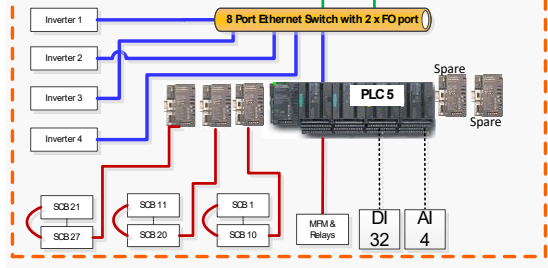 Inverter 1
8 Port Ethernet Switch with 2 x FO port
Inverter 2
Inverter 3
Inverter 4
PLC 5
Spare
Spare
SCB 21
SCB 27
SCB 11
SCB 20
SCB 1
SCB 10
MFM &
Relays
DI
32
AI
4